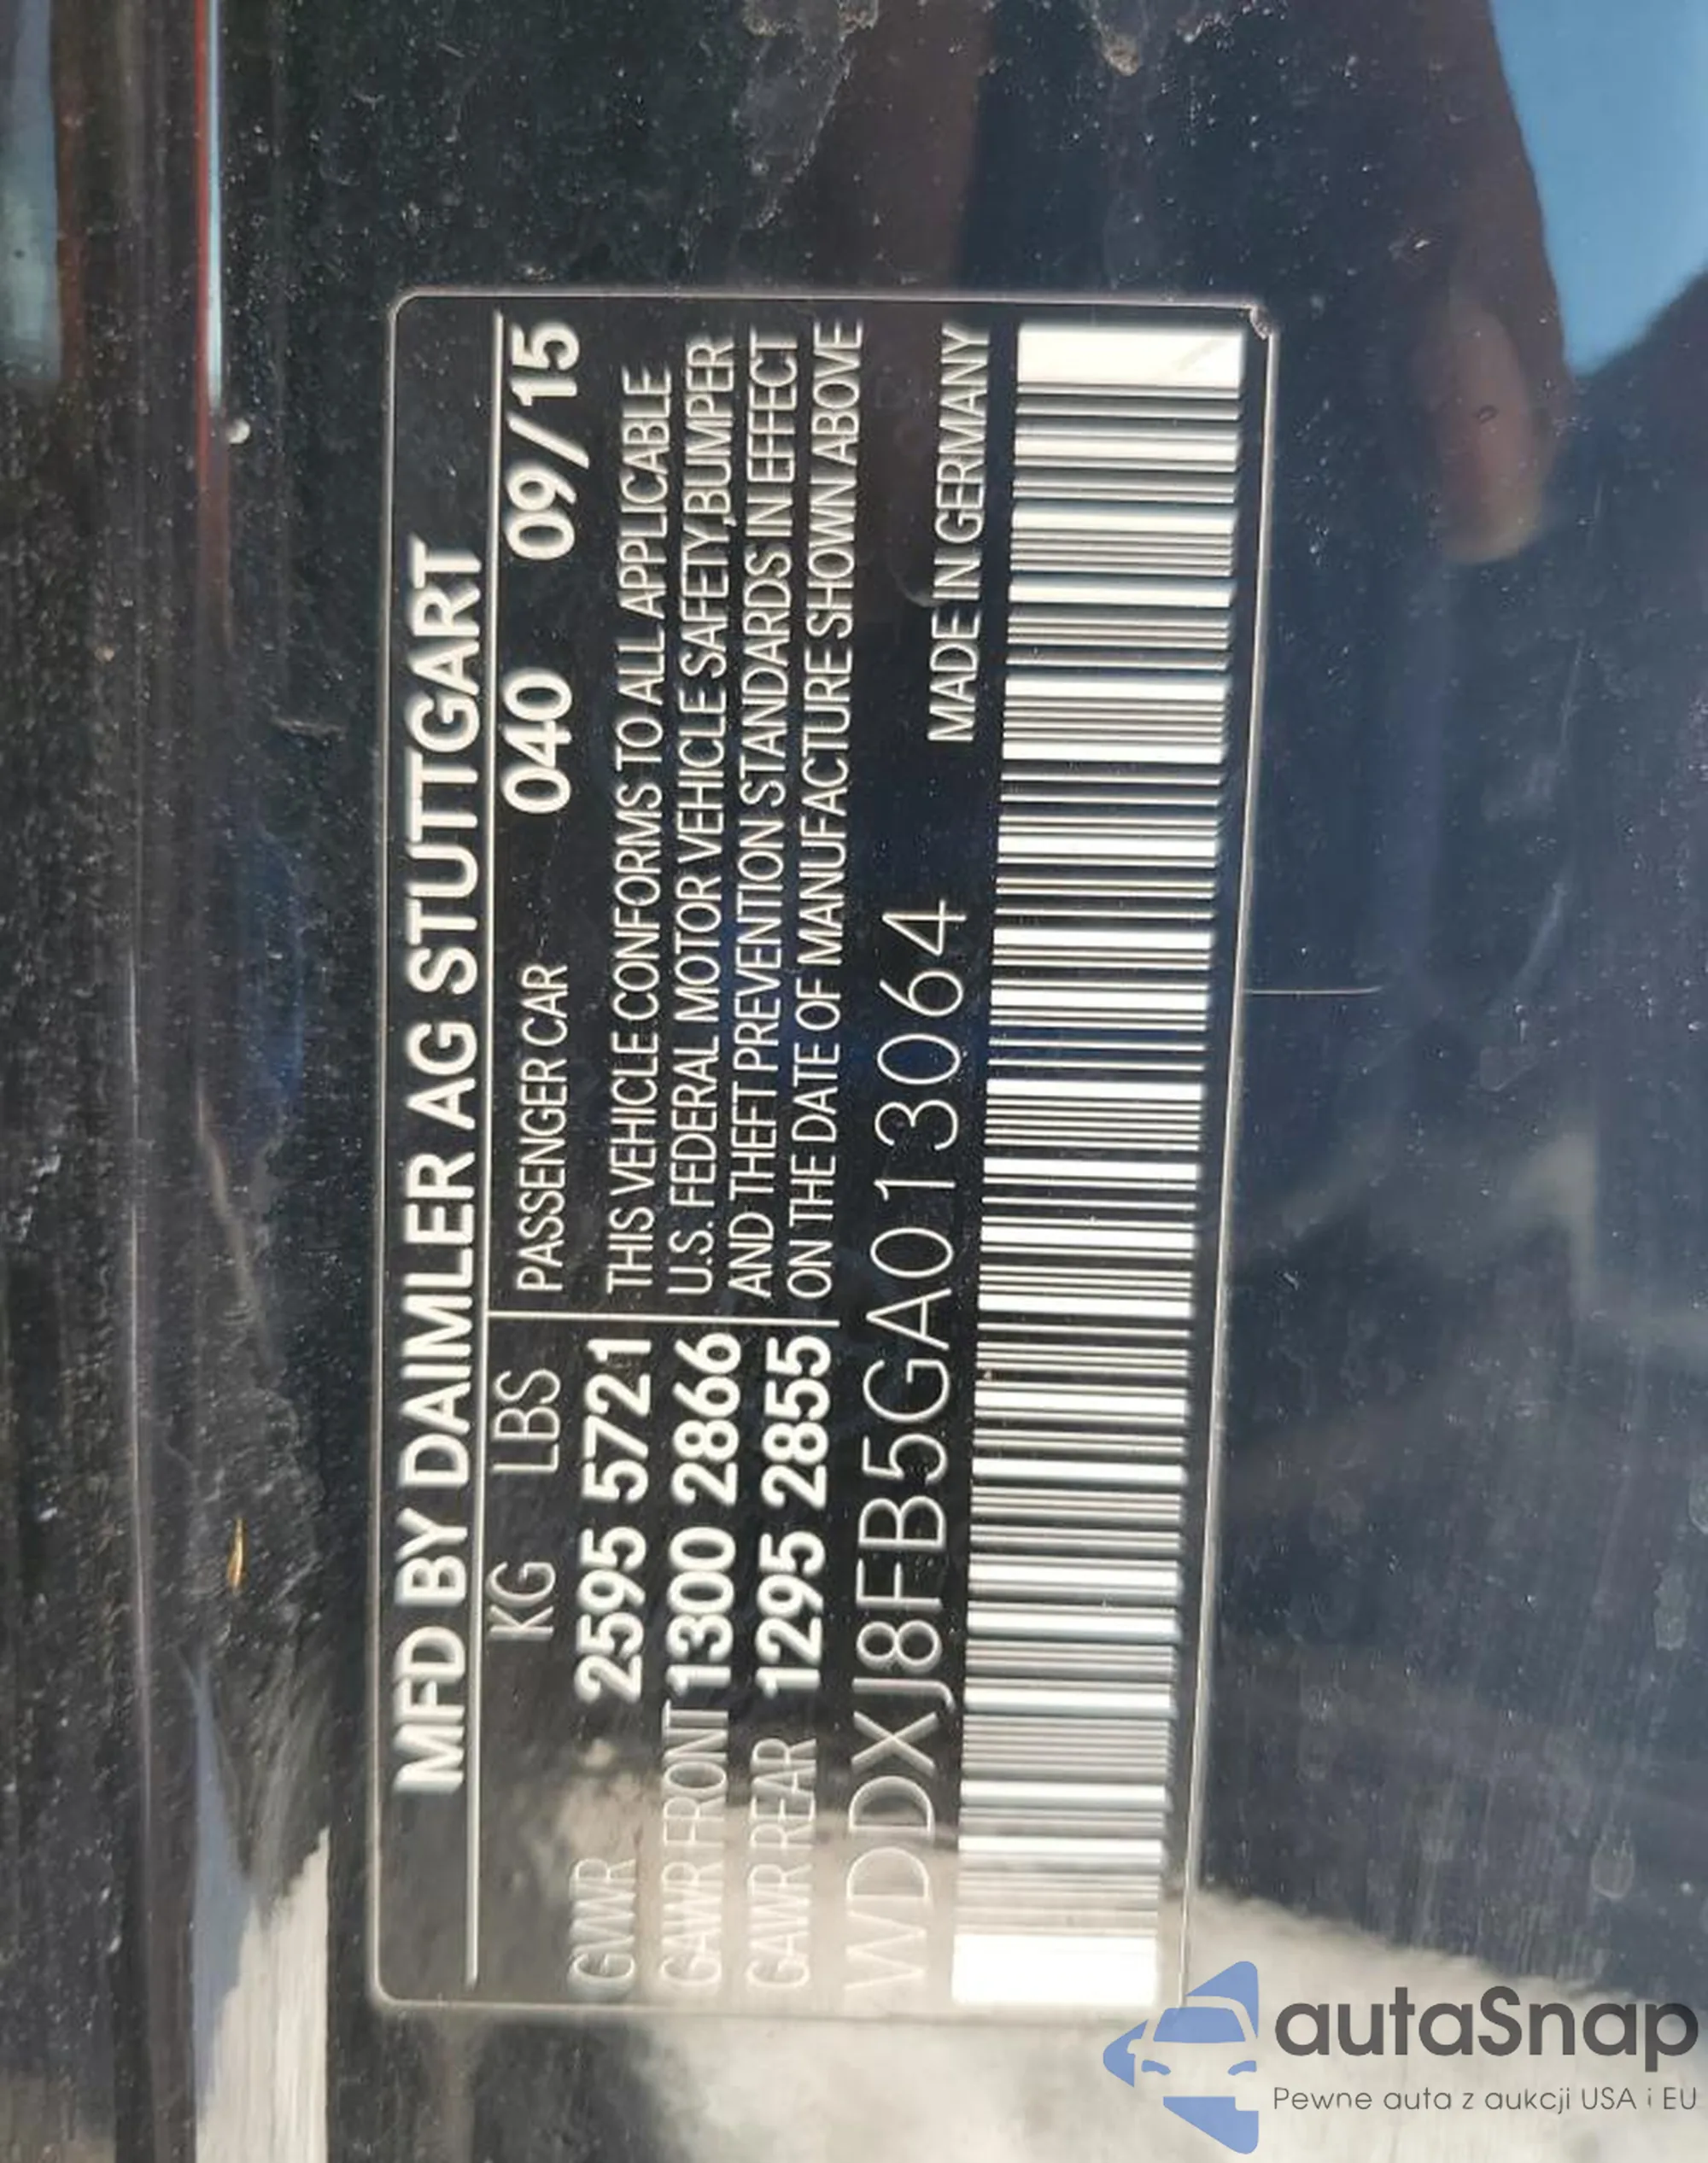 MFD BY DAIMLER AG STUTTGART
KG LBS PASSENGER CAR 040 09/15
GVWR 2595 5721 THIS VEHICLE CONFORMS TO ALL APPLICABLE
GAWR FRONT 1300 2866 U.S. FEDERAL MOTOR VEHICLE SAFETY,BUMPER
GAWR REAR 1295 2855 AND THEFT PREVENTION STANDARDS IN EFFECT
ON THE DATE OF MANUFACTURE SHOWN ABOVE
WDDXJ8FB5GA013064 MADE IN GERMANY
autaSnap
Pewne auta z aukcji USA i EU